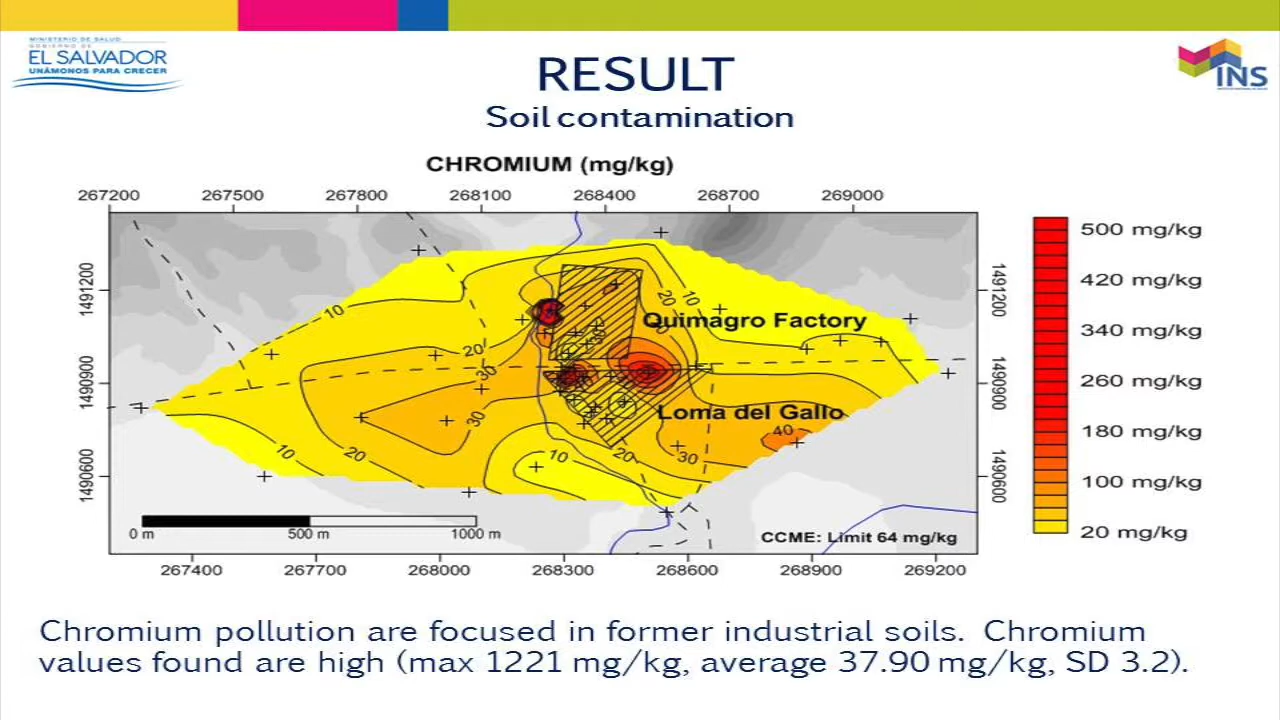 MINISTERIO DE SALUD
GOBIERNO DE
EL SALVADOR
UNÁMONOS PARA CRECER
INS
RESULT
Soil contamination
CHROMIUM (mg/kg)
267200 267500 267800 268100 268400 268700 269000
1491200
1490900
1490600
10
20
30
30
20
10
10
20
20
10
30
40
Quimagro Factory
Loma del Gallo
0 m 500 m 1000 m
CCME: Limit 64 mg/kg
1491200
1490900
1490600
267400 267700 268000 268300 268600 268900 269200
500 mg/kg
420 mg/kg
340 mg/kg
260 mg/kg
180 mg/kg
100 mg/kg
20 mg/kg
Chromium pollution are focused in former industrial soils. Chromium
values found are high (max 1221 mg/kg, average 37.90 mg/kg, SD 3.2).